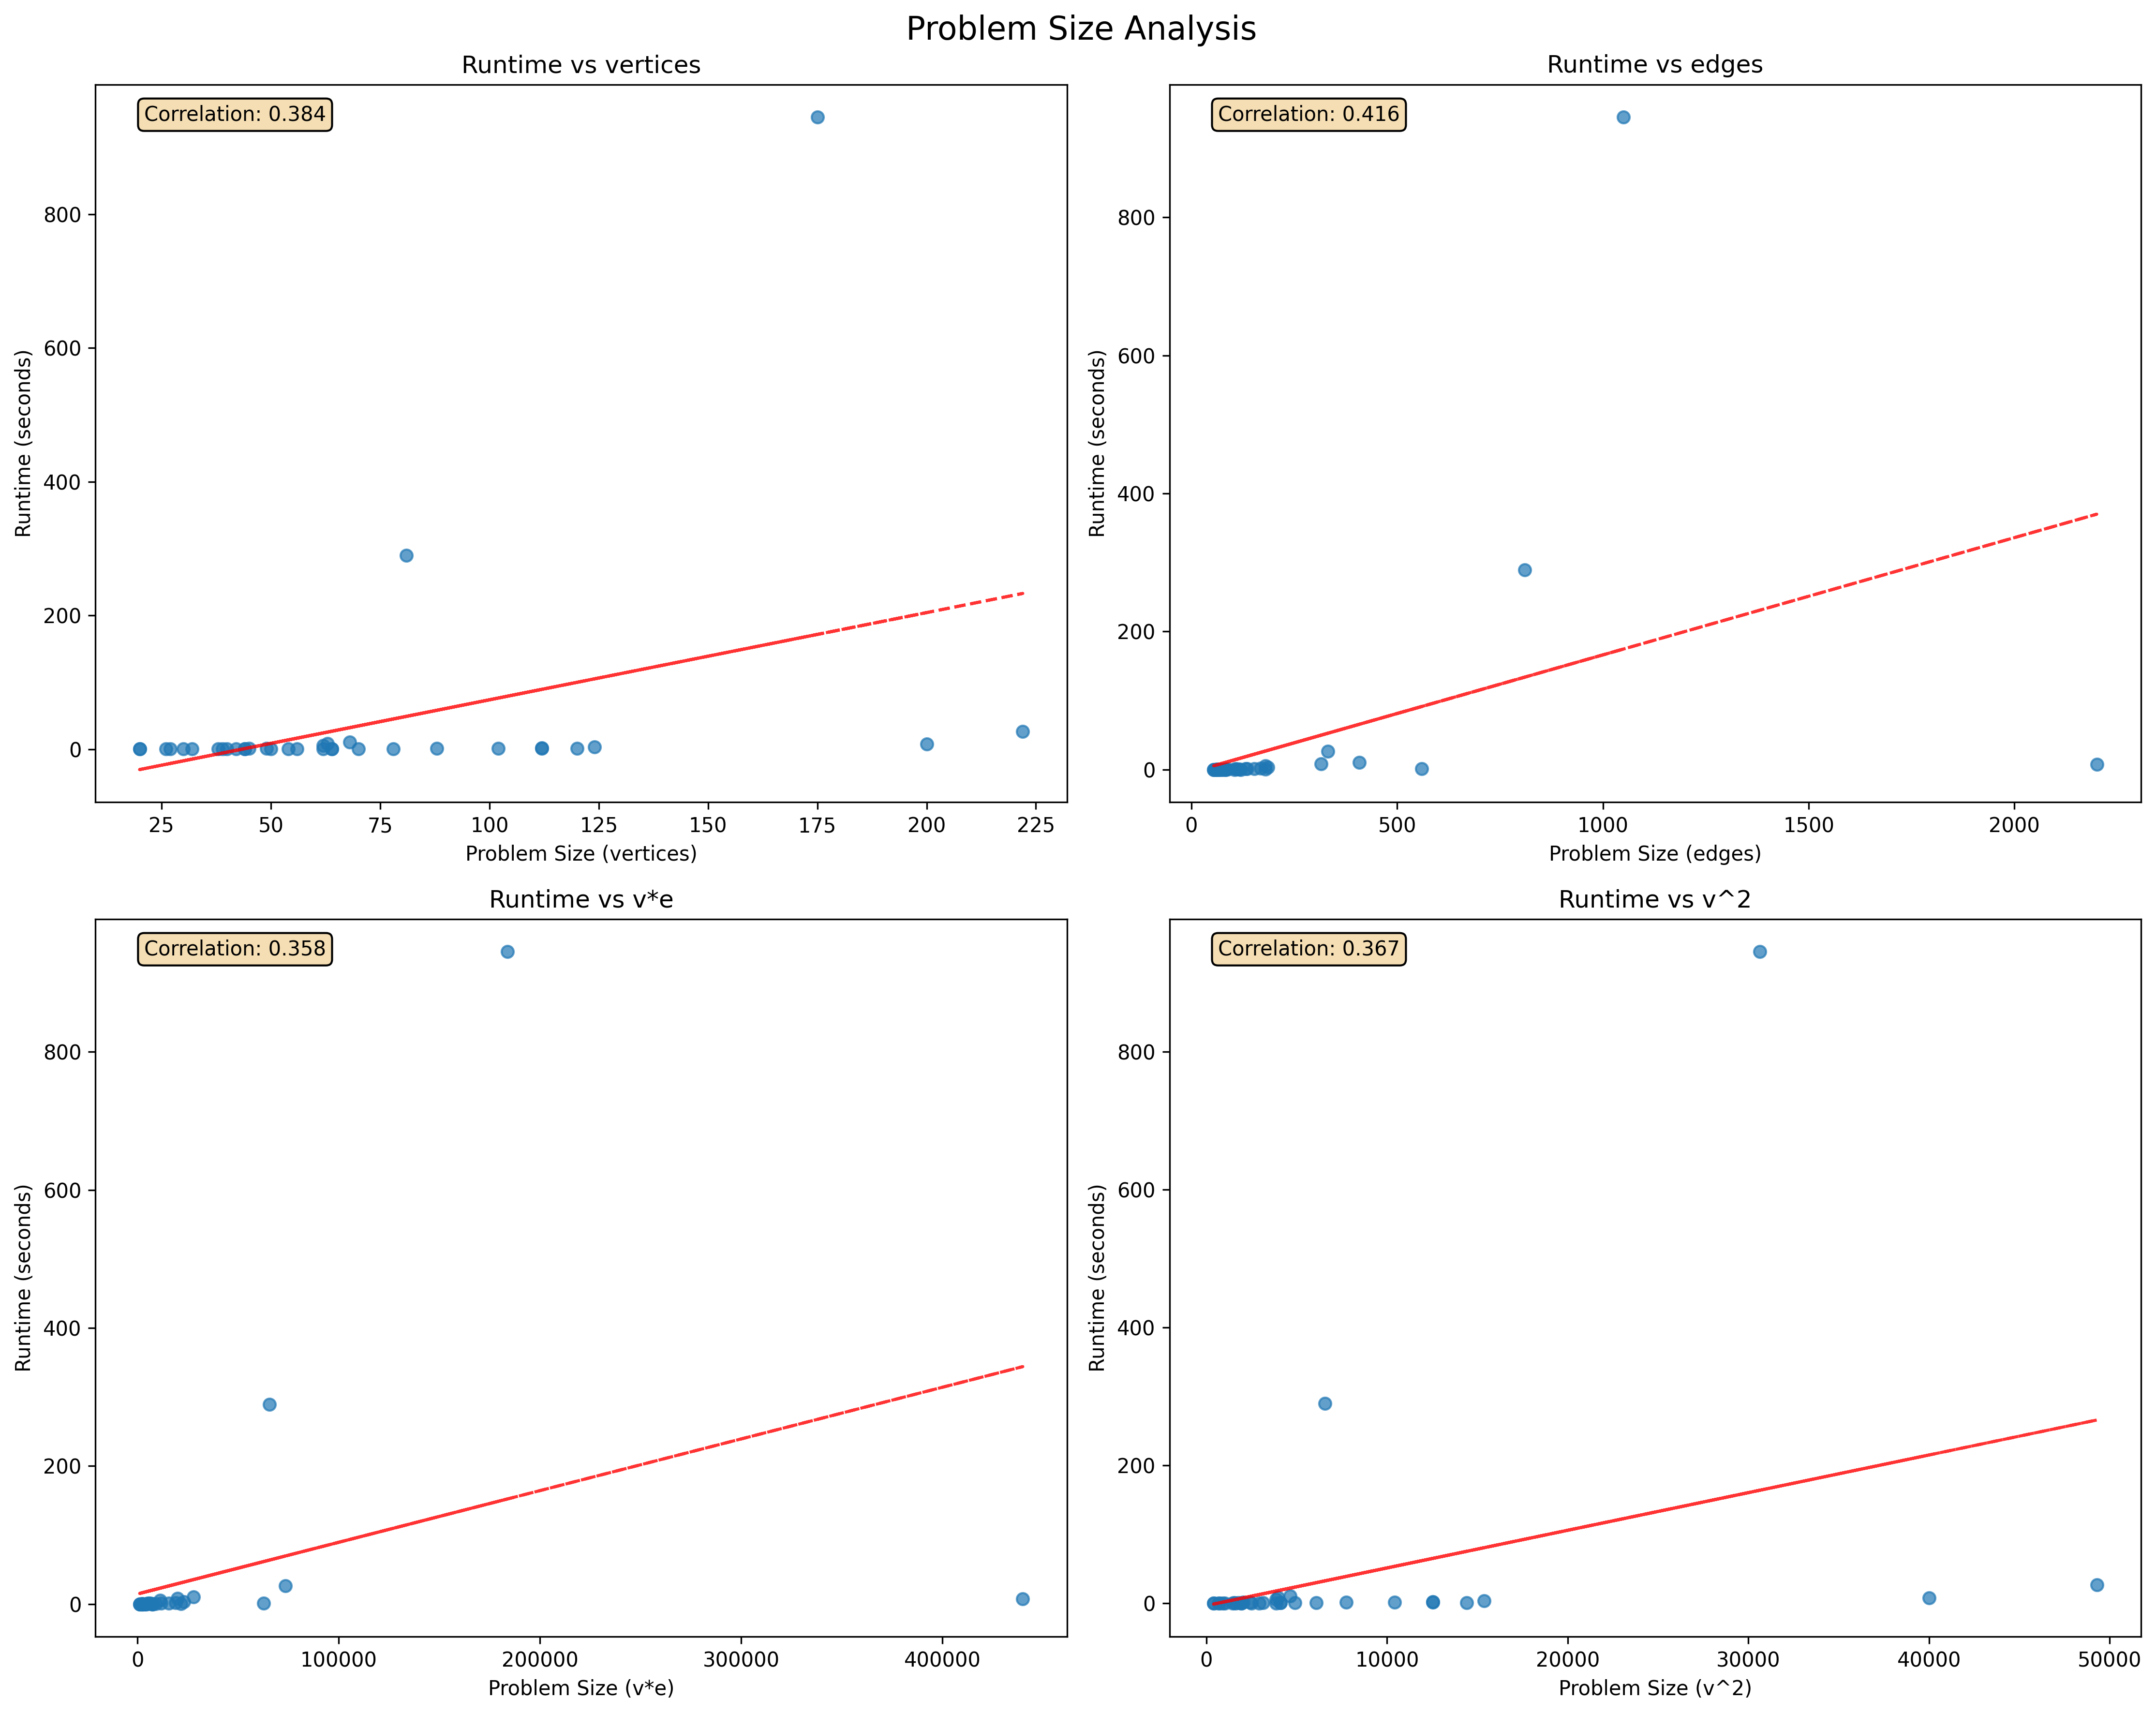 Problem Size Analysis
Runtime vs vertices
Correlation: 0.384
Runtime (seconds)
800
600
400
200
0
25 50 75 100 125 150 175 200 225
Problem Size (vertices)
Runtime vs edges
Correlation: 0.416
Runtime (seconds)
800
600
400
200
0
0 500 1000 1500 2000
Problem Size (edges)
Runtime vs v*e
Correlation: 0.358
Runtime (seconds)
800
600
400
200
0
0 100000 200000 300000 400000
Problem Size (v*e)
Runtime vs v^2
Correlation: 0.367
Runtime (seconds)
800
600
400
200
0
0 10000 20000 30000 40000 50000
Problem Size (v^2)